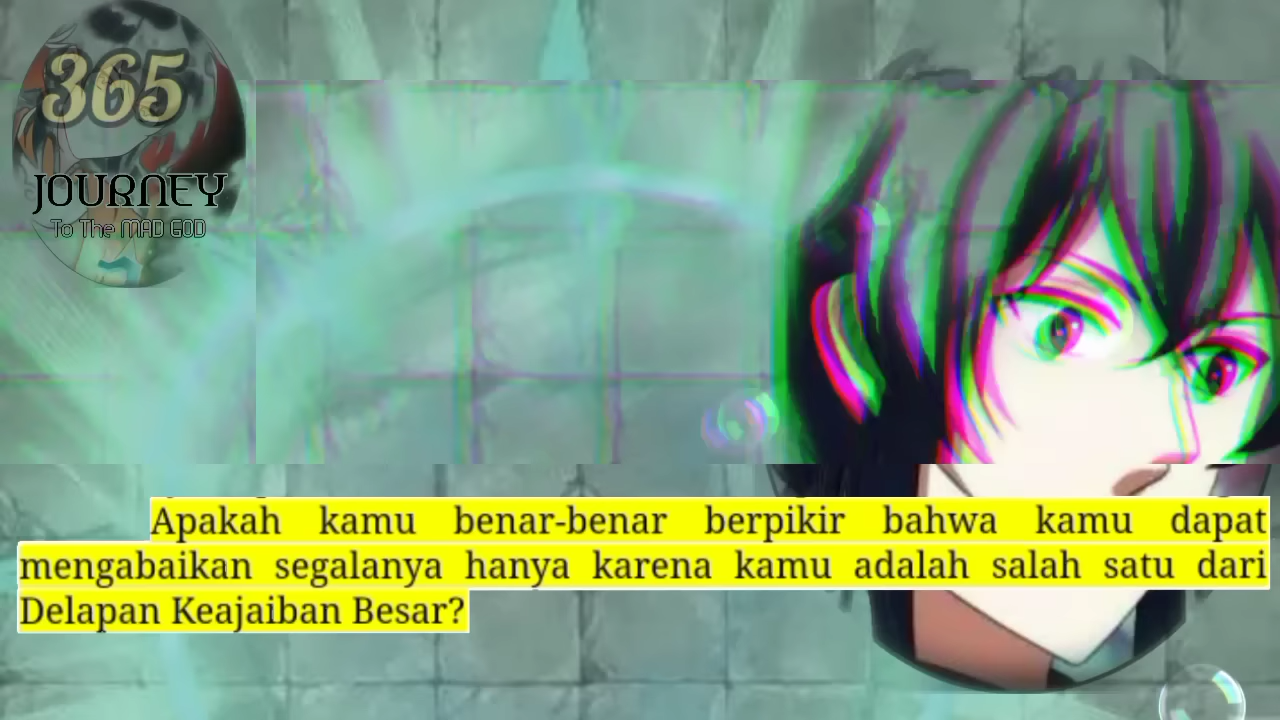 365
JOURNEY
To The MAD GOD
Apakah kamu benar-benar berpikir bahwa kamu dapat
mengabaikan segalanya hanya karena kamu adalah salah satu dari
Delapan Keajaiban Besar?